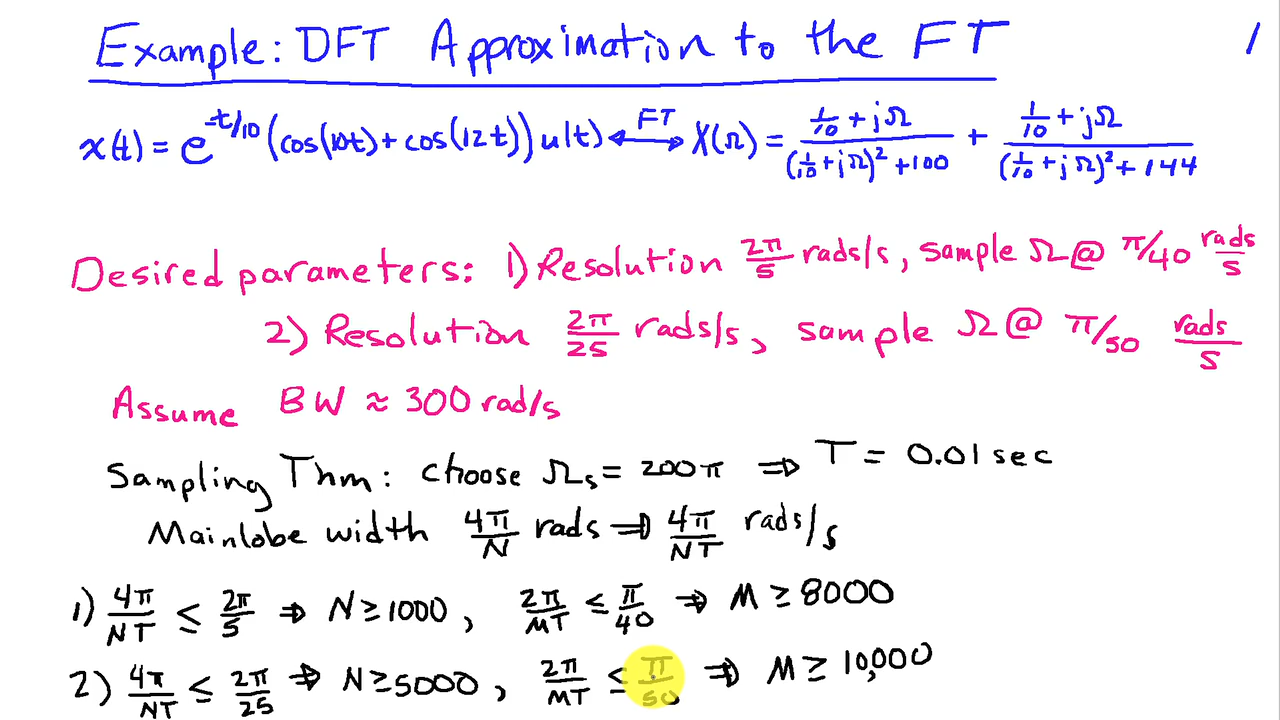 Example: DFT Approximation to the FT 1
x(t) = e^{-t/10} (cos(10t) + cos(12t)) u(t) <-FT-> X(Ω) = (1/10 + jΩ)/((1/10 + jΩ)² + 100) + (1/10 + jΩ)/((1/10 + jΩ)² + 144)
Desired parameters: 1) Resolution 2π/5 rads/s, sample Ω @ π/40 rads/s
2) Resolution 2π/25 rads/s, sample Ω @ π/50 rads/s
Assume BW ≈ 300 rad/s
Sampling Thm: choose Ωs = 200π ⇒ T = 0.01 sec
Mainlobe width 4π/N rads ⇒ 4π/NT rads/s
1) 4π/NT ≤ 2π/5 ⇒ N ≥ 1000, 2π/MT ≤ π/40 ⇒ M ≥ 8000
2) 4π/NT ≤ 2π/25 ⇒ N ≥ 5000, 2π/MT ≤ π/50 ⇒ M ≥ 10,000